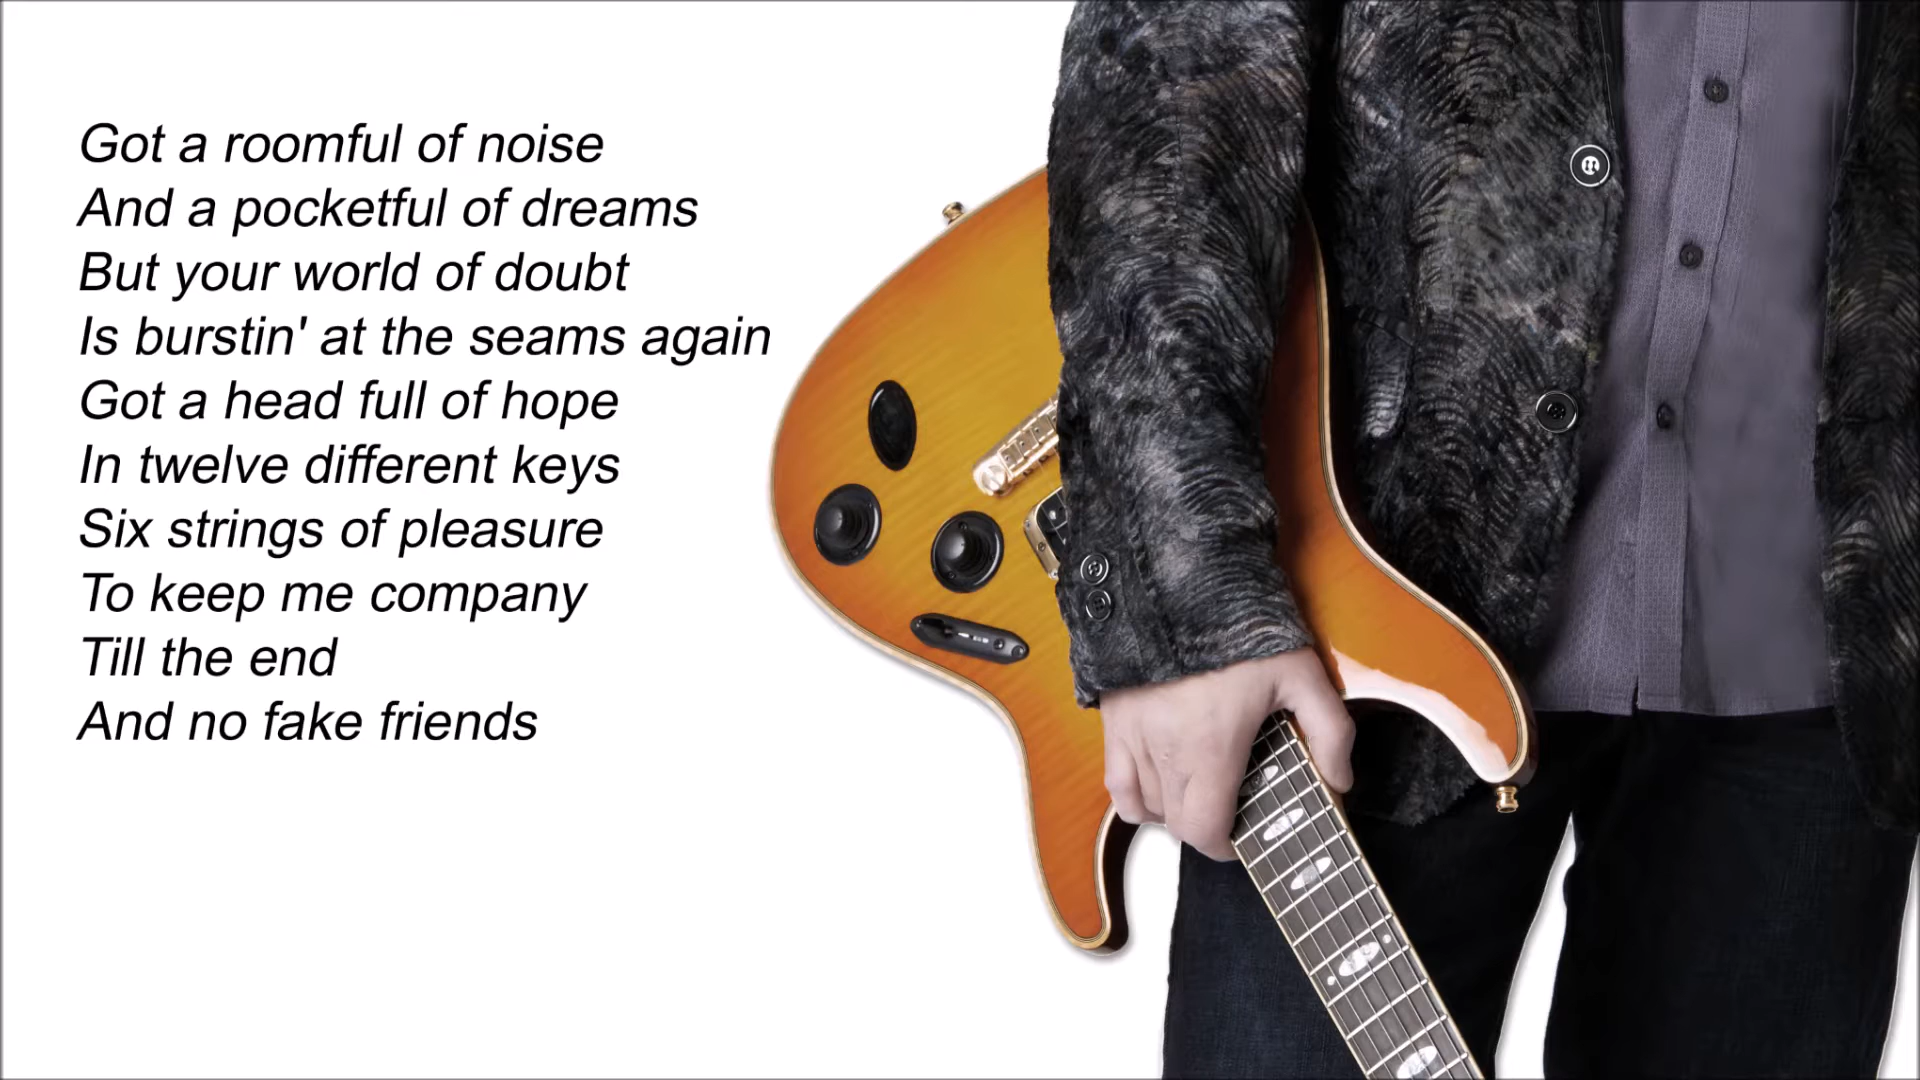 Got a roomful of noise
And a pocketful of dreams
But your world of doubt
Is burstin' at the seams again
Got a head full of hope
In twelve different keys
Six strings of pleasure
To keep me company
Till the end
And no fake friends